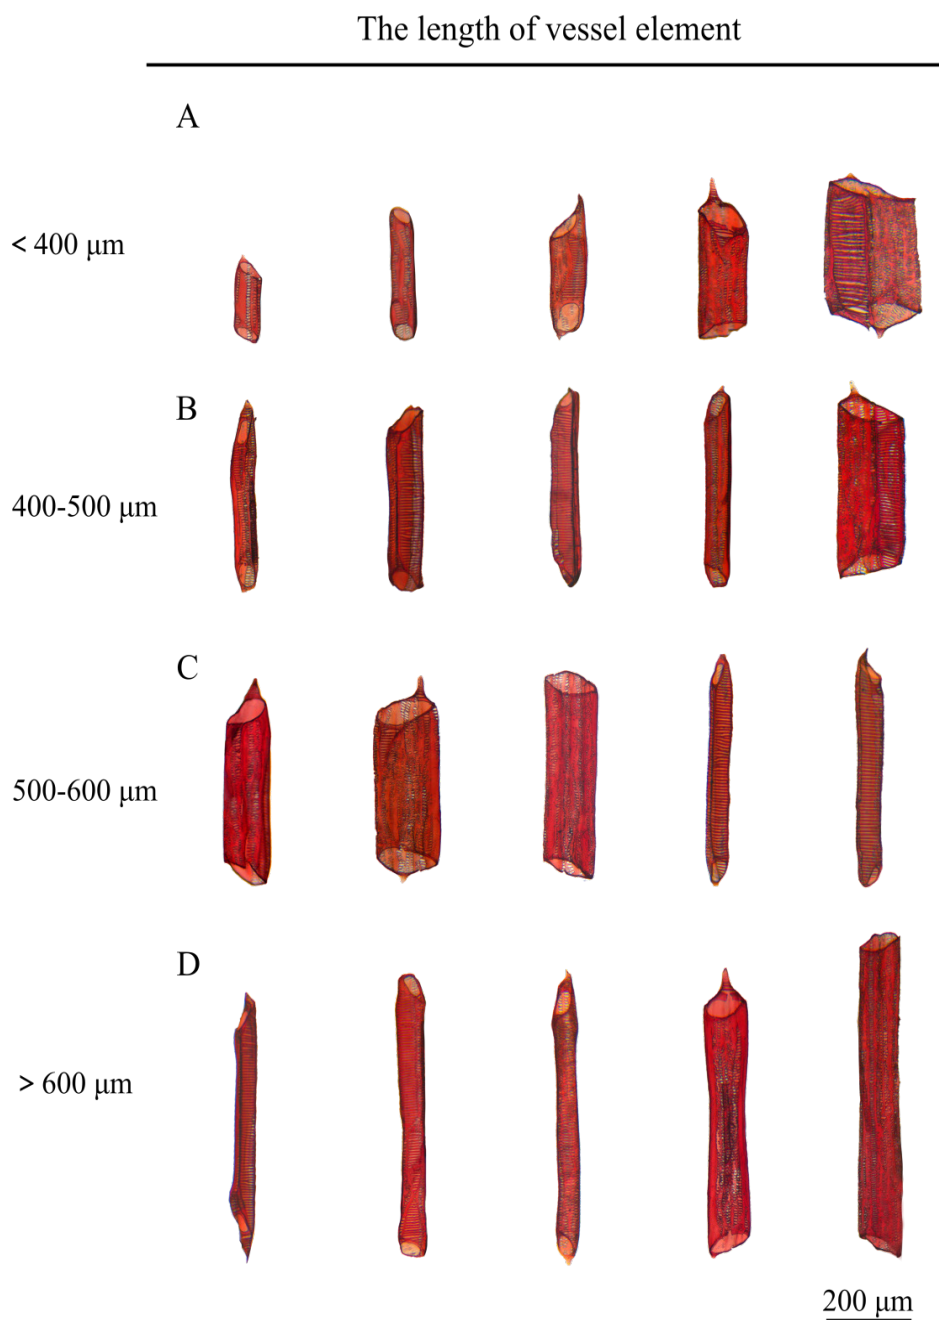 The length of vessel element
A
< 400 μm
B
400-500 μm
C
500-600 μm
D
> 600 μm
200 μm